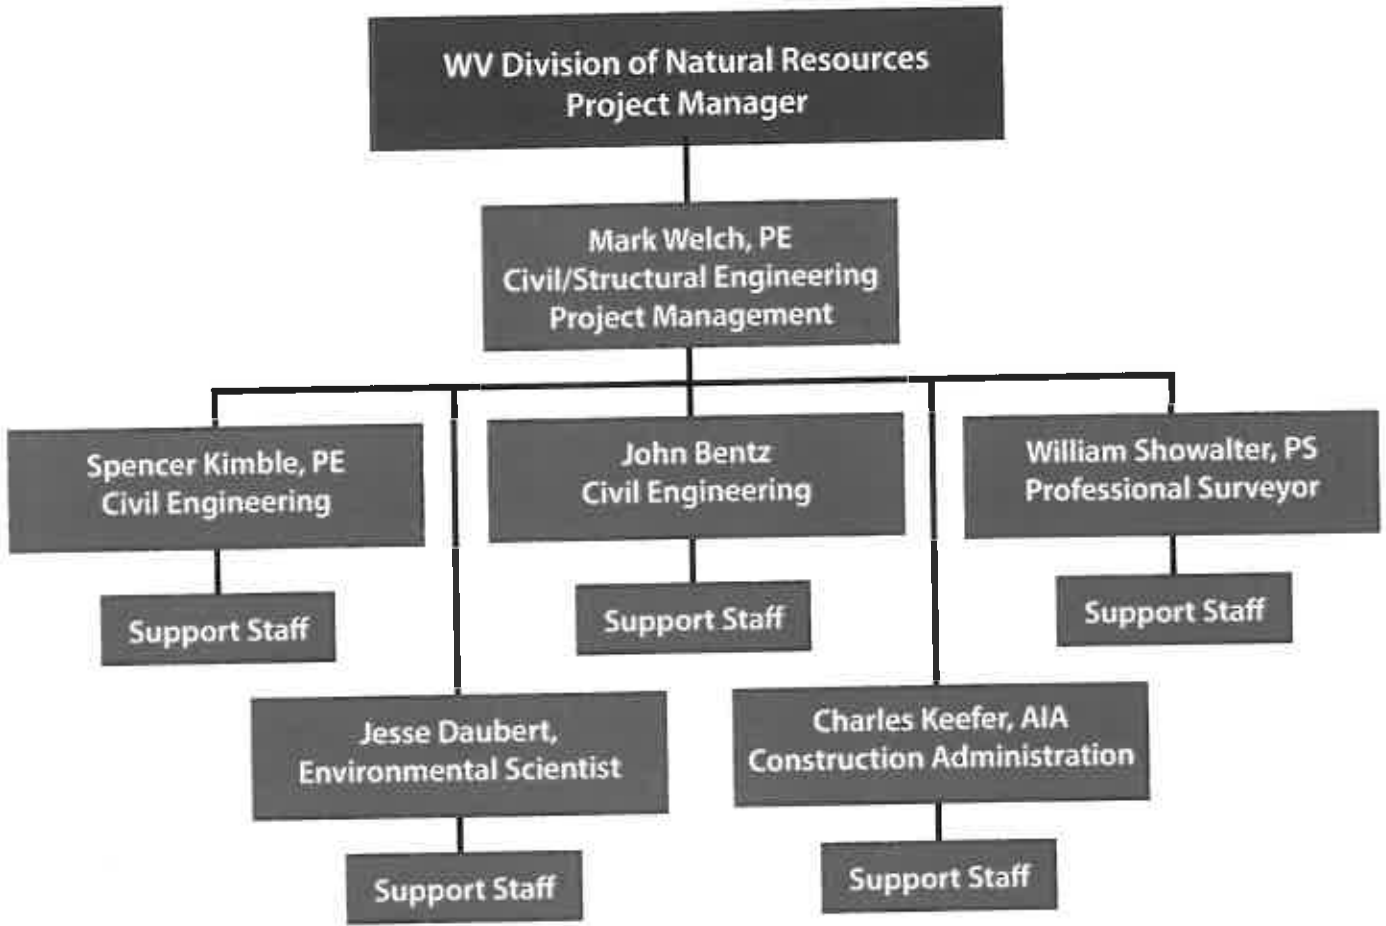 WV Division of Natural Resources
Project Manager
Mark Welch, PE
Civil/Structural Engineering
Project Management
Spencer Kimble, PE
Civil Engineering
John Bentz
Civil Engineering
William Showalter, PS
Professional Surveyor
Support Staff
Support Staff
Support Staff
Jesse Daubert,
Environmental Scientist
Charles Keefer, AIA
Construction Administration
Support Staff
Support Staff